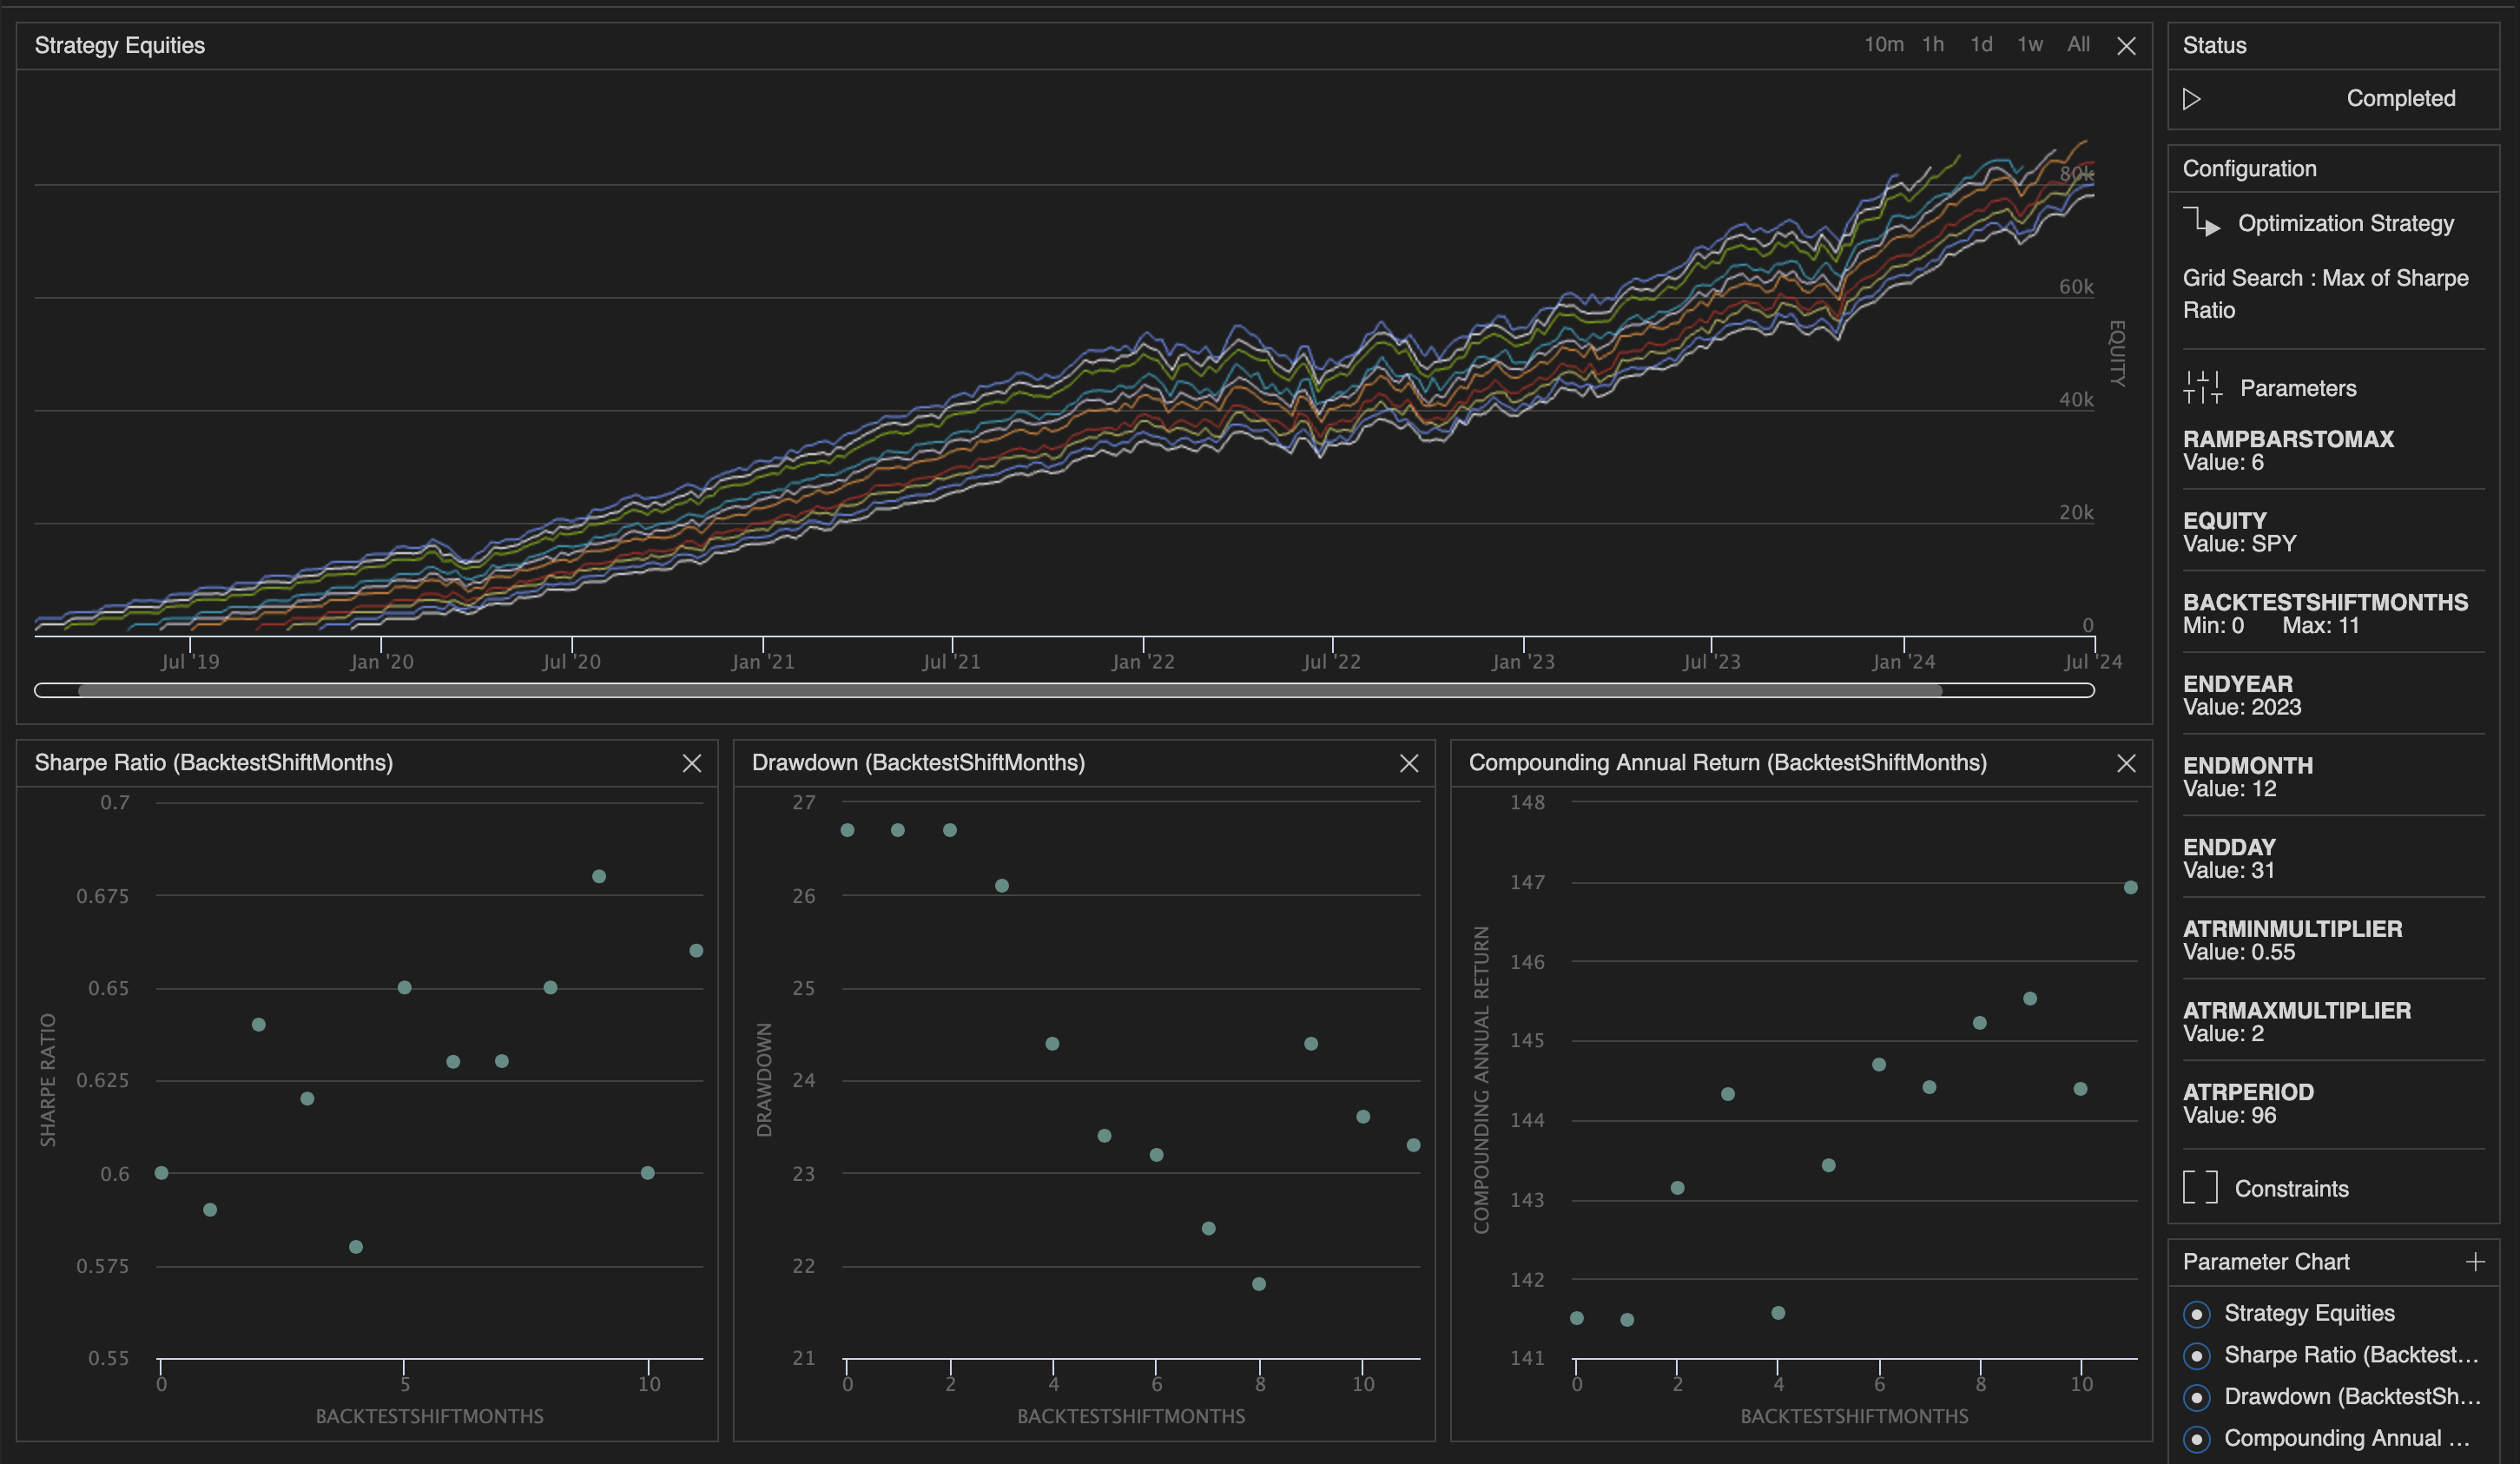 Strategy Equities
10m 1h 1d 1w All
80k
60k
40k
20k
0
EQUITY
Jul '19 Jan '20 Jul '20 Jan '21 Jul '21 Jan '22 Jul '22 Jan '23 Jul '23 Jan '24 Jul '24
Sharpe Ratio (BacktestShiftMonths)
0.7
0.675
0.65
0.625
0.6
0.575
0.55
SHARPE RATIO
0 5 10
BACKTESTSHIFTMONTHS
Drawdown (BacktestShiftMonths)
27
26
25
24
23
22
21
DRAWDOWN
0 2 4 6 8 10
BACKTESTSHIFTMONTHS
Compounding Annual Return (BacktestShiftMonths)
148
147
146
145
144
143
142
141
COMPOUNDING ANNUAL RETURN
0 2 4 6 8 10
BACKTESTSHIFTMONTHS
Status
Completed
Configuration
Optimization Strategy
Grid Search : Max of Sharpe
Ratio
Parameters
RAMPBARSTOMAX
Value: 6
EQUITY
Value: SPY
BACKTESTSHIFTMONTHS
Min: 0 Max: 11
ENDYEAR
Value: 2023
ENDMONTH
Value: 12
ENDDAY
Value: 31
ATRMINMULTIPLIER
Value: 0.55
ATRMAXMULTIPLIER
Value: 2
ATRPERIOD
Value: 96
Constraints
Parameter Chart
Strategy Equities
Sharpe Ratio (Backtest...
Drawdown (BacktestSh...
Compounding Annual ...